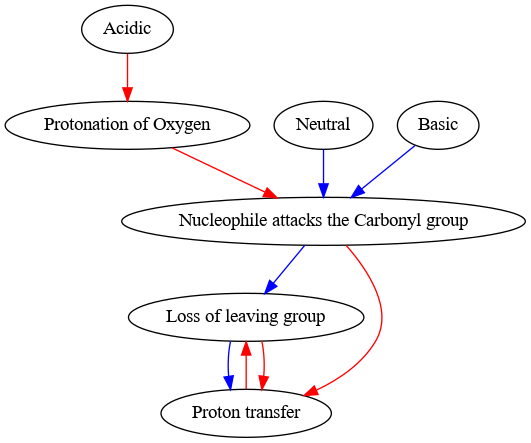 Acidic
Protonation of Oxygen
Neutral
Basic
Nucleophile attacks the Carbonyl group
Loss of leaving group
Proton transfer